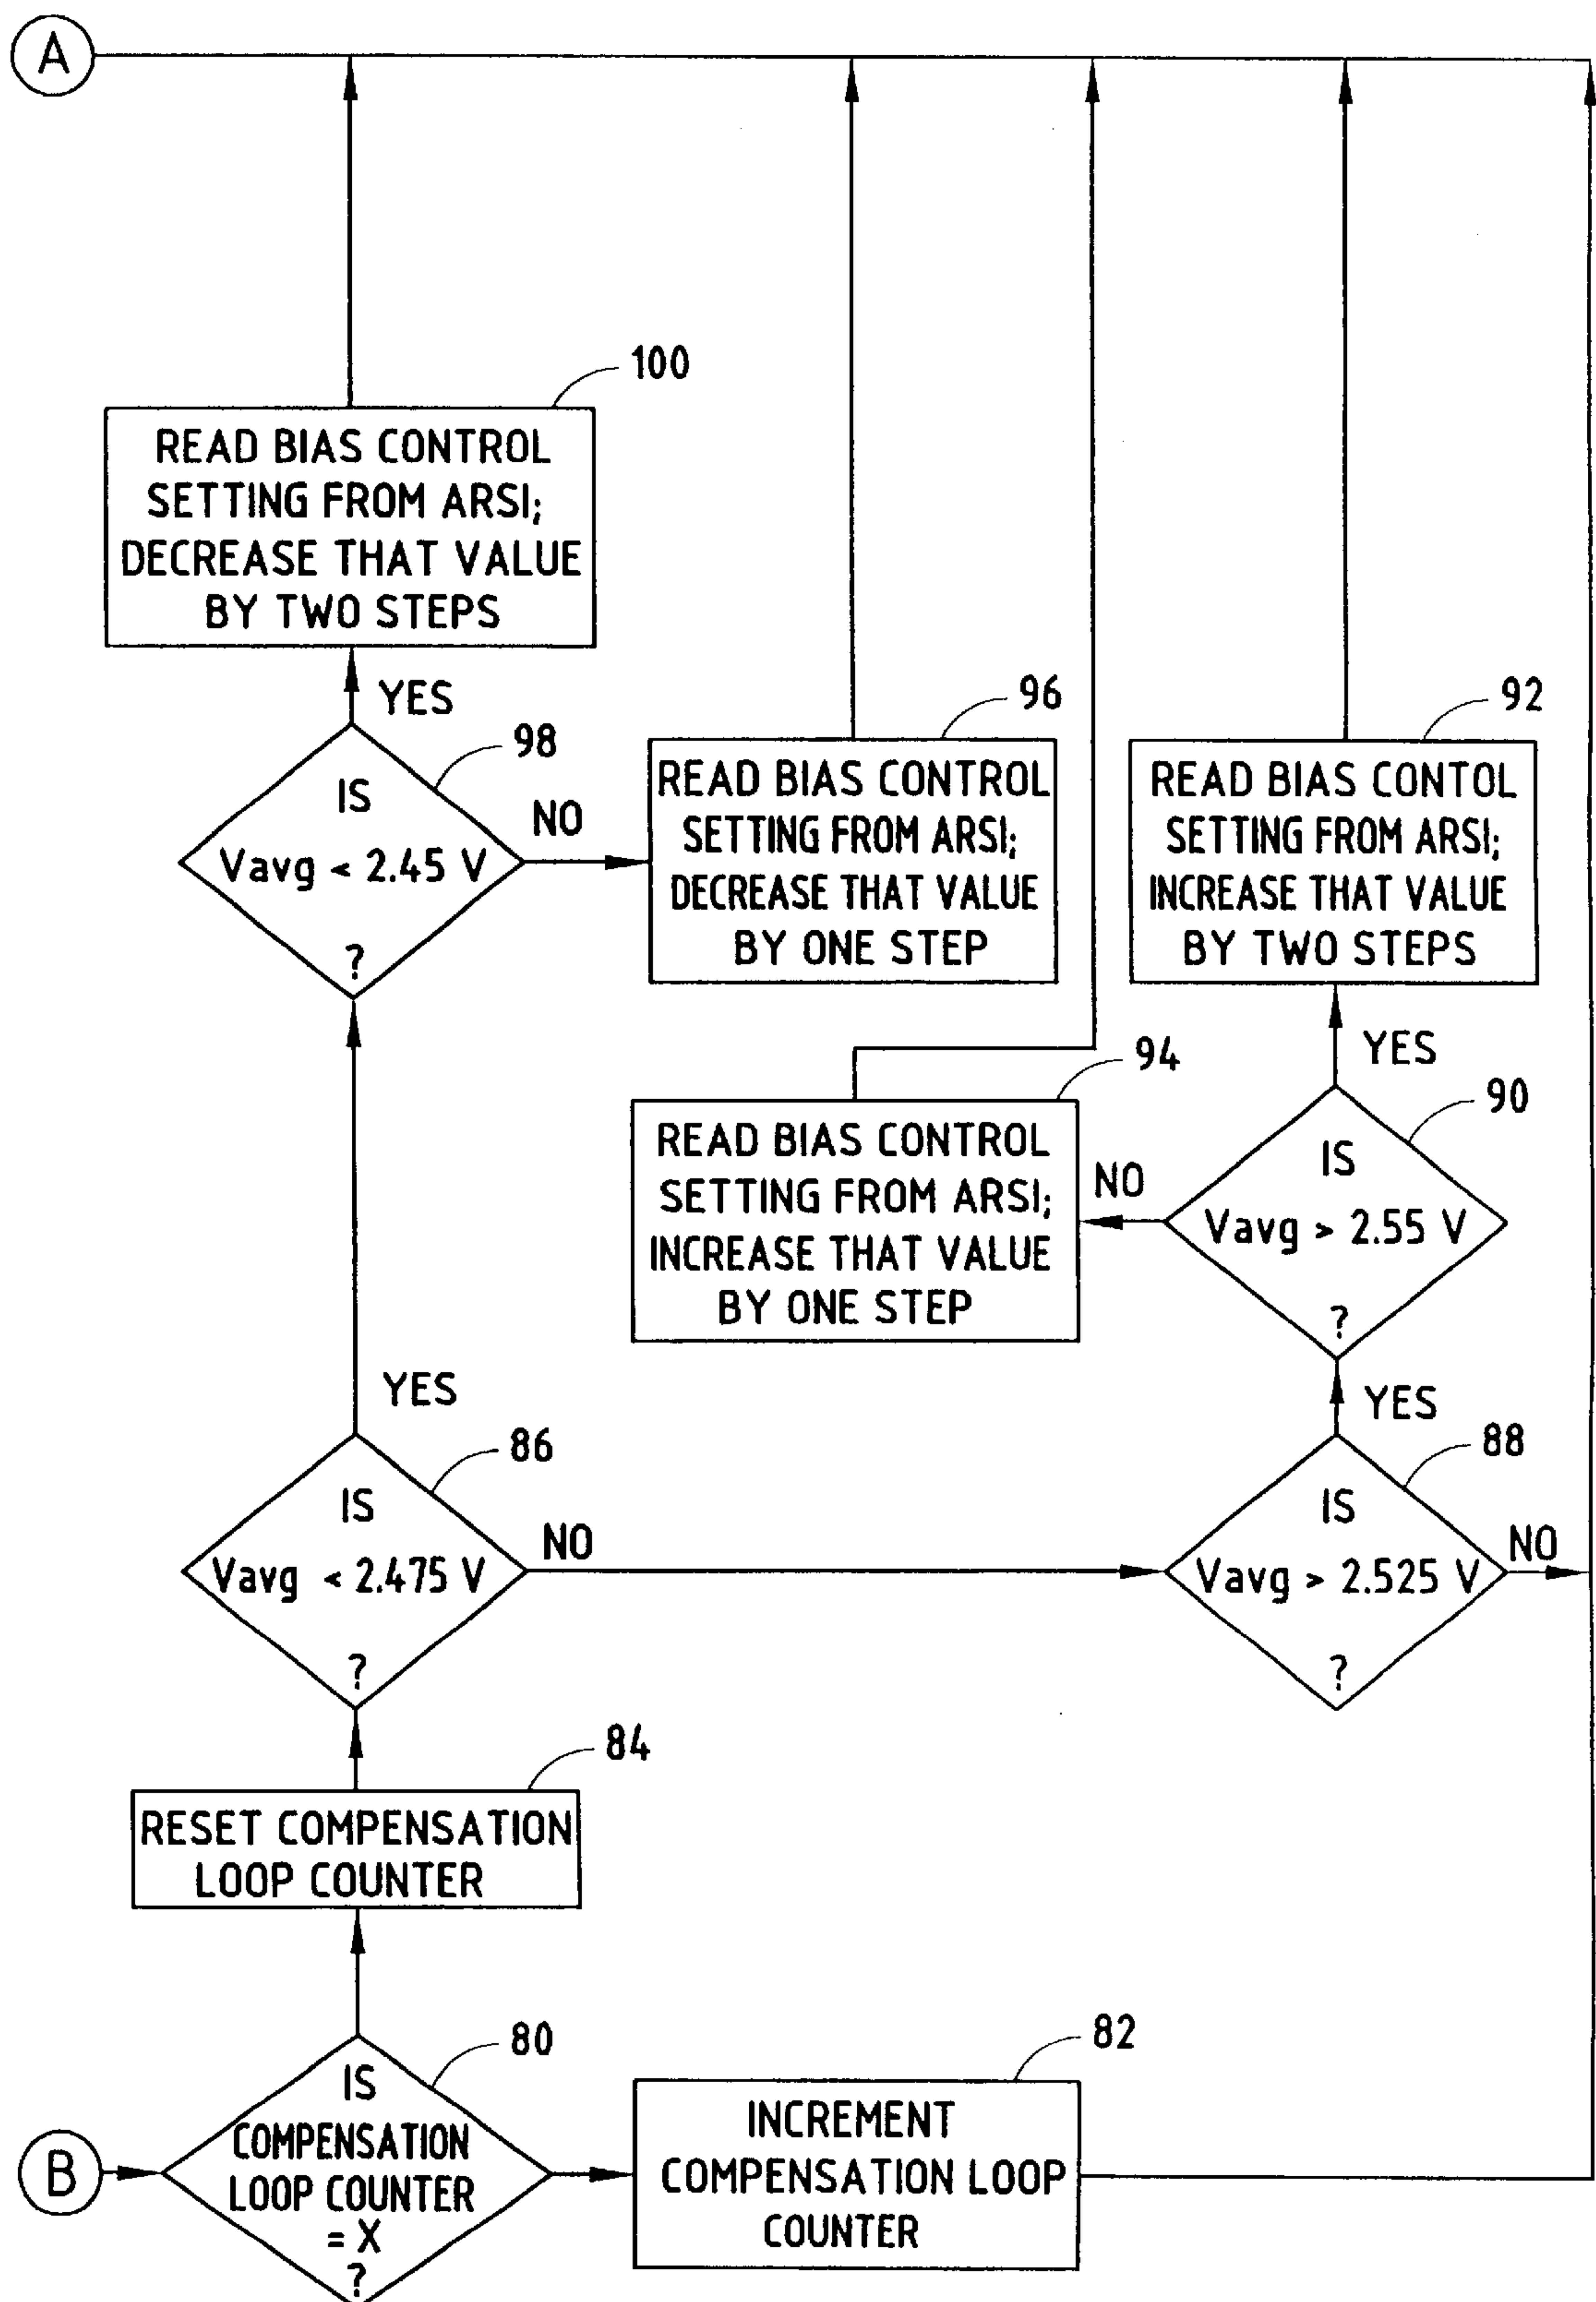 A
100
READ BIAS CONTROL
SETTING FROM ARSI;
DECREASE THAT VALUE
BY TWO STEPS
YES
98
IS
Vavg < 2.45 V
?
NO
96
READ BIAS CONTROL
SETTING FROM ARSI;
DECREASE THAT VALUE
BY ONE STEP
92
READ BIAS CONTOL
SETTING FROM ARSI;
INCREASE THAT VALUE
BY TWO STEPS
YES
94
READ BIAS CONTROL
SETTING FROM ARSI;
INCREASE THAT VALUE
BY ONE STEP
NO
90
IS
Vavg > 2.55 V
?
YES
YES
86
IS
Vavg < 2.475 V
?
NO
88
IS
Vavg > 2.525 V
?
NO
84
RESET COMPENSATION
LOOP COUNTER
80
IS
COMPENSATION
LOOP COUNTER
= X
?
B
82
INCREMENT
COMPENSATION LOOP
COUNTER